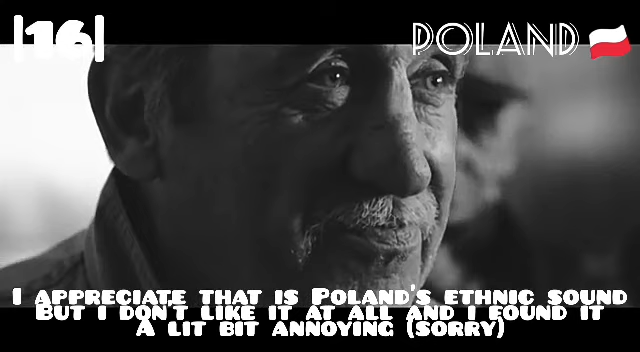 |16|
POLAND
I APPRECIATE THAT IS POLAND'S ETHNIC SOUND
BUT I DON'T LIKE IT AT ALL AND I FOUND IT
A LIT BIT ANNOYING (SORRY)